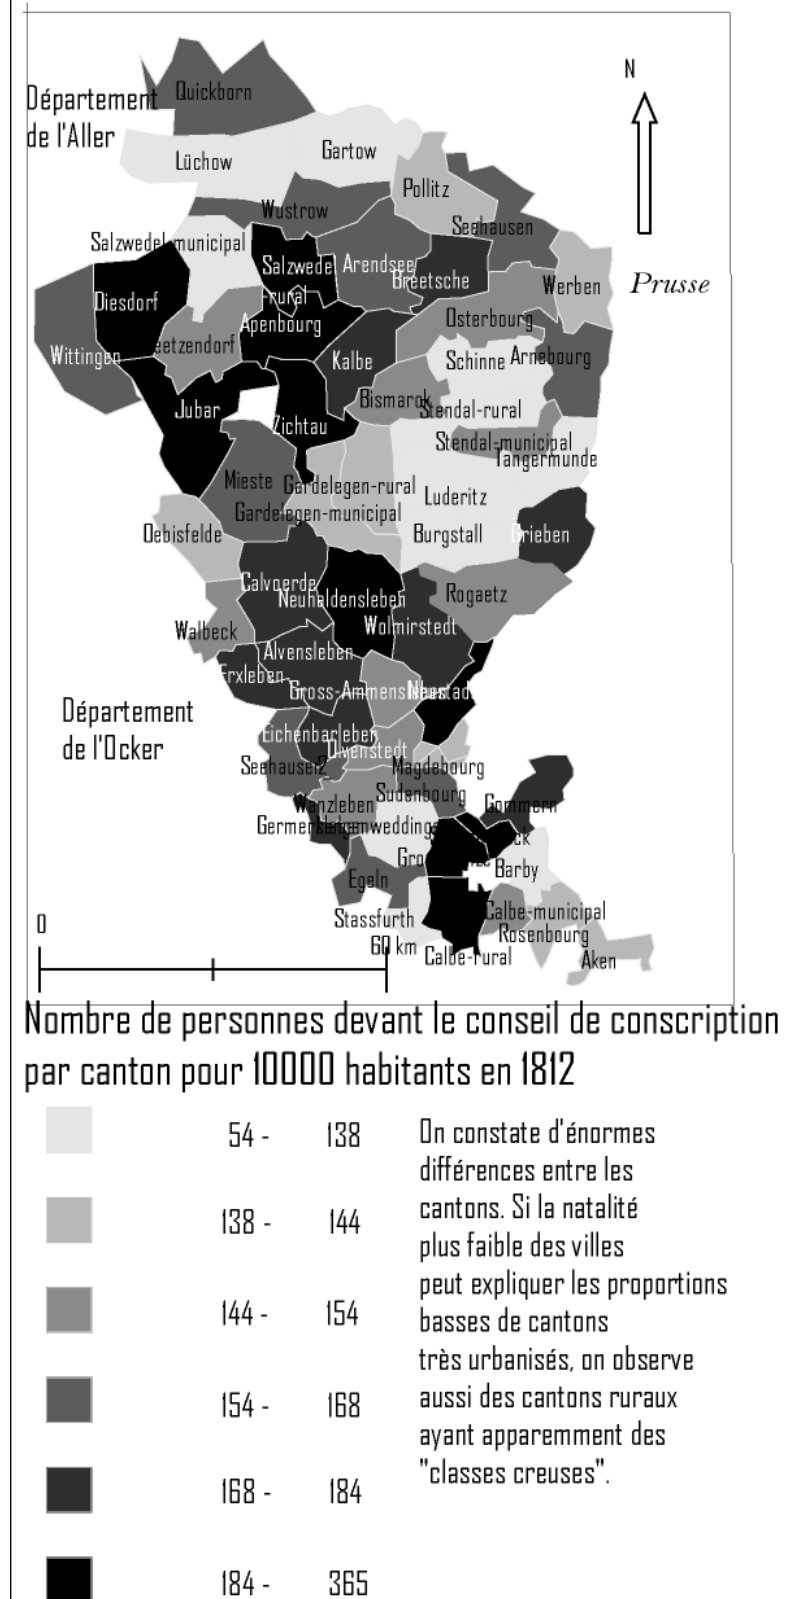 Quickborn
N
Département
de l'Aller
Lüchow
Gartow
Pollitz
Wustrow
Seehausen
Salzwedel municipal
Salzwedel
-rural
Arendsee
Breetsche
Werben
Prusse
Diesdorf
Apenbourg
Osterbourg
eetzendorf
Wittingen
Kalbe
Schinne
Arnebourg
Bismarck
Jubar
Stendal-rural
Zichtau
Stendal-municipal
Tangermunde
Mieste
Gardelegen-rural
Luderitz
Gardelegen-municipal
Oebisfelde
Burgstall
Grieben
Calvoerde
Neuhaldensleben
Rogaetz
Walbeck
Wolmirstedt
Alvensleben
Erxleben
Gross-Ammensleben
Neustadt
Département
de l'Ocker
Eichenbarleben
Olvenstedt
Seehausen2
Magdebourg
Sudenbourg
Wanzleben
Gommern
Barby
Egeln
Stassfurth
Calbe-municipal
Rosenbourg
0
60 km
Calbe-rural
Aken
Nombre de personnes devant le conseil de conscription
par canton pour 10000 habitants en 1812
54 - 138
138 - 144
144 - 154
154 - 168
168 - 184
184 - 365
On constate d'énormes
différences entre les
cantons. Si la natalité
plus faible des villes
peut expliquer les proportions
basses de cantons
très urbanisés, on observe
aussi des cantons ruraux
ayant apparemment des
"classes creuses".